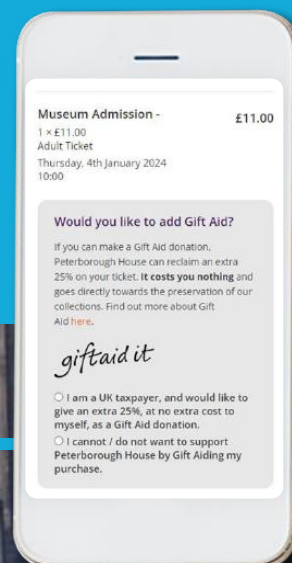 Museum Admission - £11.00
1 × £11.00
Adult Ticket
Thursday, 4th January 2024
10:00
Would you like to add Gift Aid?
If you can make a Gift Aid donation,
Peterborough House can reclaim an extra
25% on your ticket. It costs you nothing and
goes directly towards the preservation of our
collections. Find out more about Gift
Aid here.
giftaid it
I am a UK taxpayer, and would like to
give an extra 25%, at no extra cost to
myself, as a Gift Aid donation.
I cannot / do not want to support
Peterborough House by Gift Aiding my
purchase.